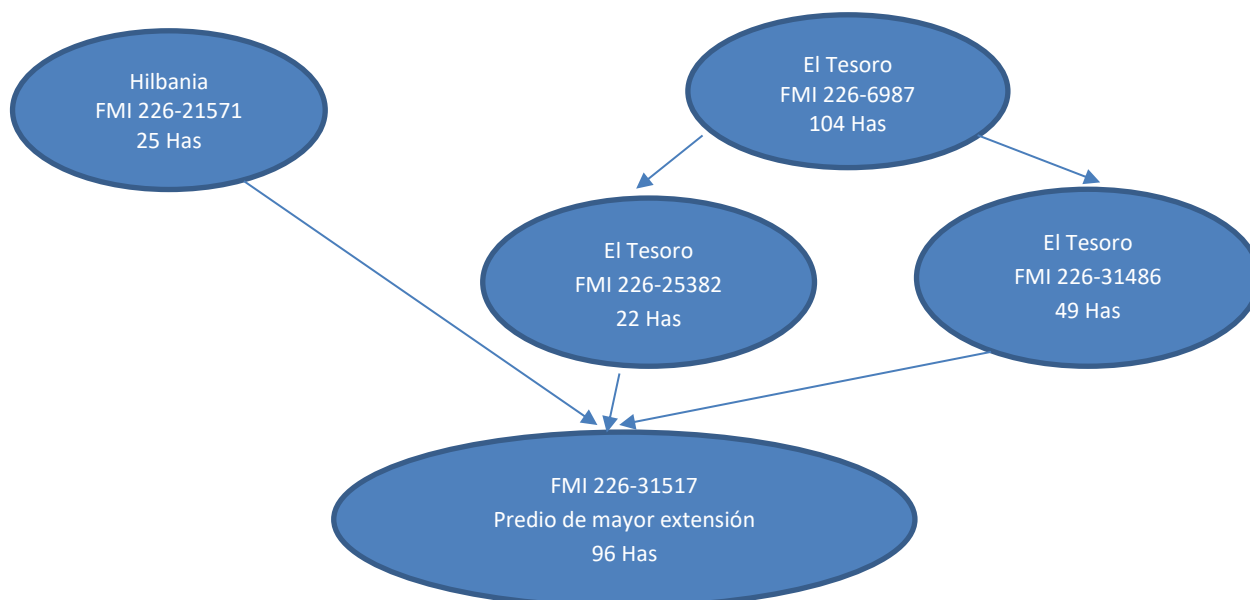 Hilbania
FMI 226-21571
25 Has
El Tesoro
FMI 226-6987
104 Has
El Tesoro
FMI 226-25382
22 Has
El Tesoro
FMI 226-31486
49 Has
FMI 226-31517
Predio de mayor extensión
96 Has